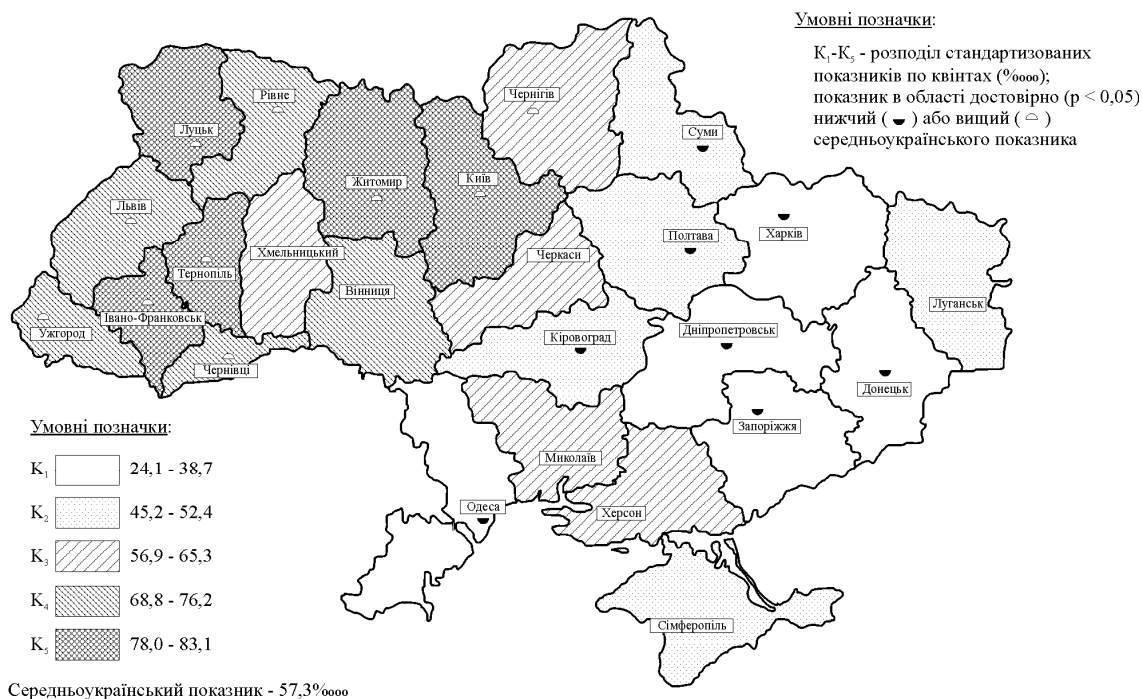 Умовні позначки:
К₁-К₅ - розподіл стандартизованих
показників по квінтах (%₀₀₀₀);
показник в області достовірно (p < 0,05)
нижчий ( ) або вищий ( )
середньоукраїнського показника
Чернігів
Рівне
Луцьк
Суми
Житомир
Київ
Львів
Полтава
Харків
Хмельницький
Черкаси
Тернопіль
Вінниця
Луганськ
Івано-Франковськ
Ужгород
Дніпропетровськ
Кіровоград
Чернівці
Донецьк
Запоріжжя
Миколаїв
Одеса
Херсон
Сімферопіль
Умовні позначки:
К₁ 24,1 - 38,7
К₂ 45,2 - 52,4
К₃ 56,9 - 65,3
К₄ 68,8 - 76,2
К₅ 78,0 - 83,1
Середньоукраїнський показник - 57,3%₀₀₀₀